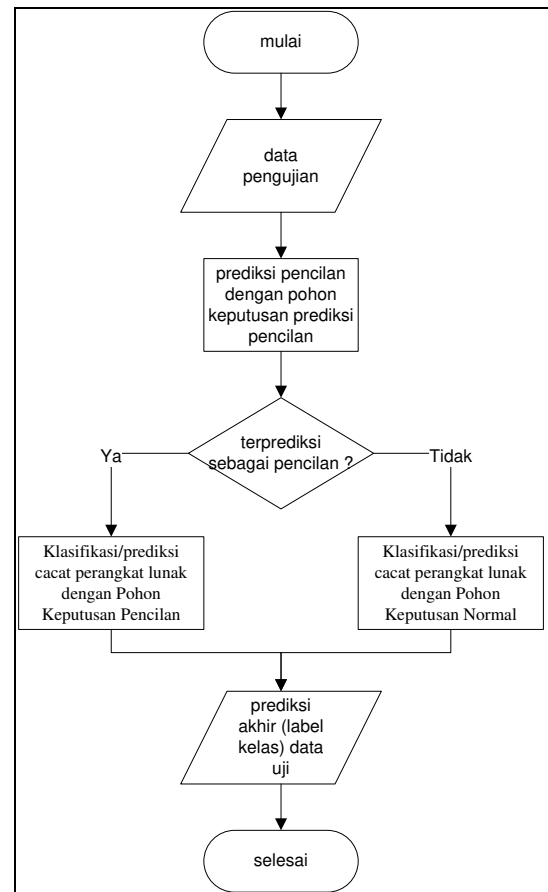 mulai
data
pengujian
prediksi pencilan
dengan pohon
keputusan prediksi
pencilan
terprediksi
sebagai pencilan ?
Ya
Tidak
Klasifikasi/prediksi
cacat perangkat lunak
dengan Pohon
Keputusan Pencilan
Klasifikasi/prediksi
cacat perangkat lunak
dengan Pohon
Keputusan Normal
prediksi
akhir (label
kelas) data
uji
selesai